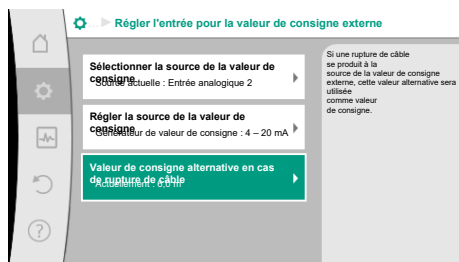 Régler l'entrée pour la valeur de consigne externe
Sélectionner la source de la valeur de
consigne
Source actuelle : Entrée analogique 2
Régler la source de la valeur de
consigne
Générateur de valeur de consigne : 4 – 20 mA
Valeur de consigne alternative en cas
de rupture de câble
Actuellement : 6,0 m
Si une rupture de câble
se produit à la
source de la valeur de consigne
externe, cette valeur alternative sera
utilisée
comme valeur
de consigne.
?